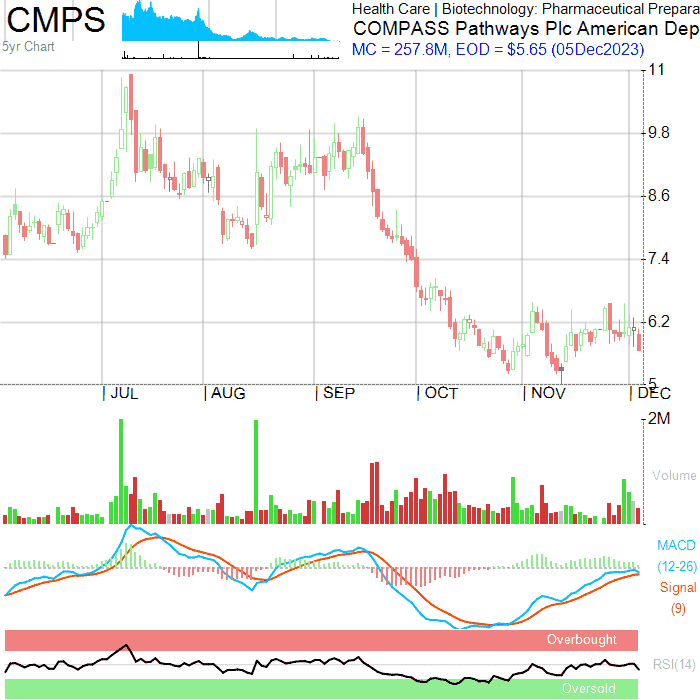 CMPS
5yr Chart
Health Care | Biotechnology: Pharmaceutical Prepara
COMPASS Pathways Plc American Dep
MC = 257.8M, EOD = $5.65 (05Dec2023)
11
9.8
8.6
7.4
6.2
5
| JUL | AUG | SEP | OCT | NOV | DEC
2M
Volume
MACD
(12-26)
Signal
(9)
Overbought
RSI(14)
Oversold